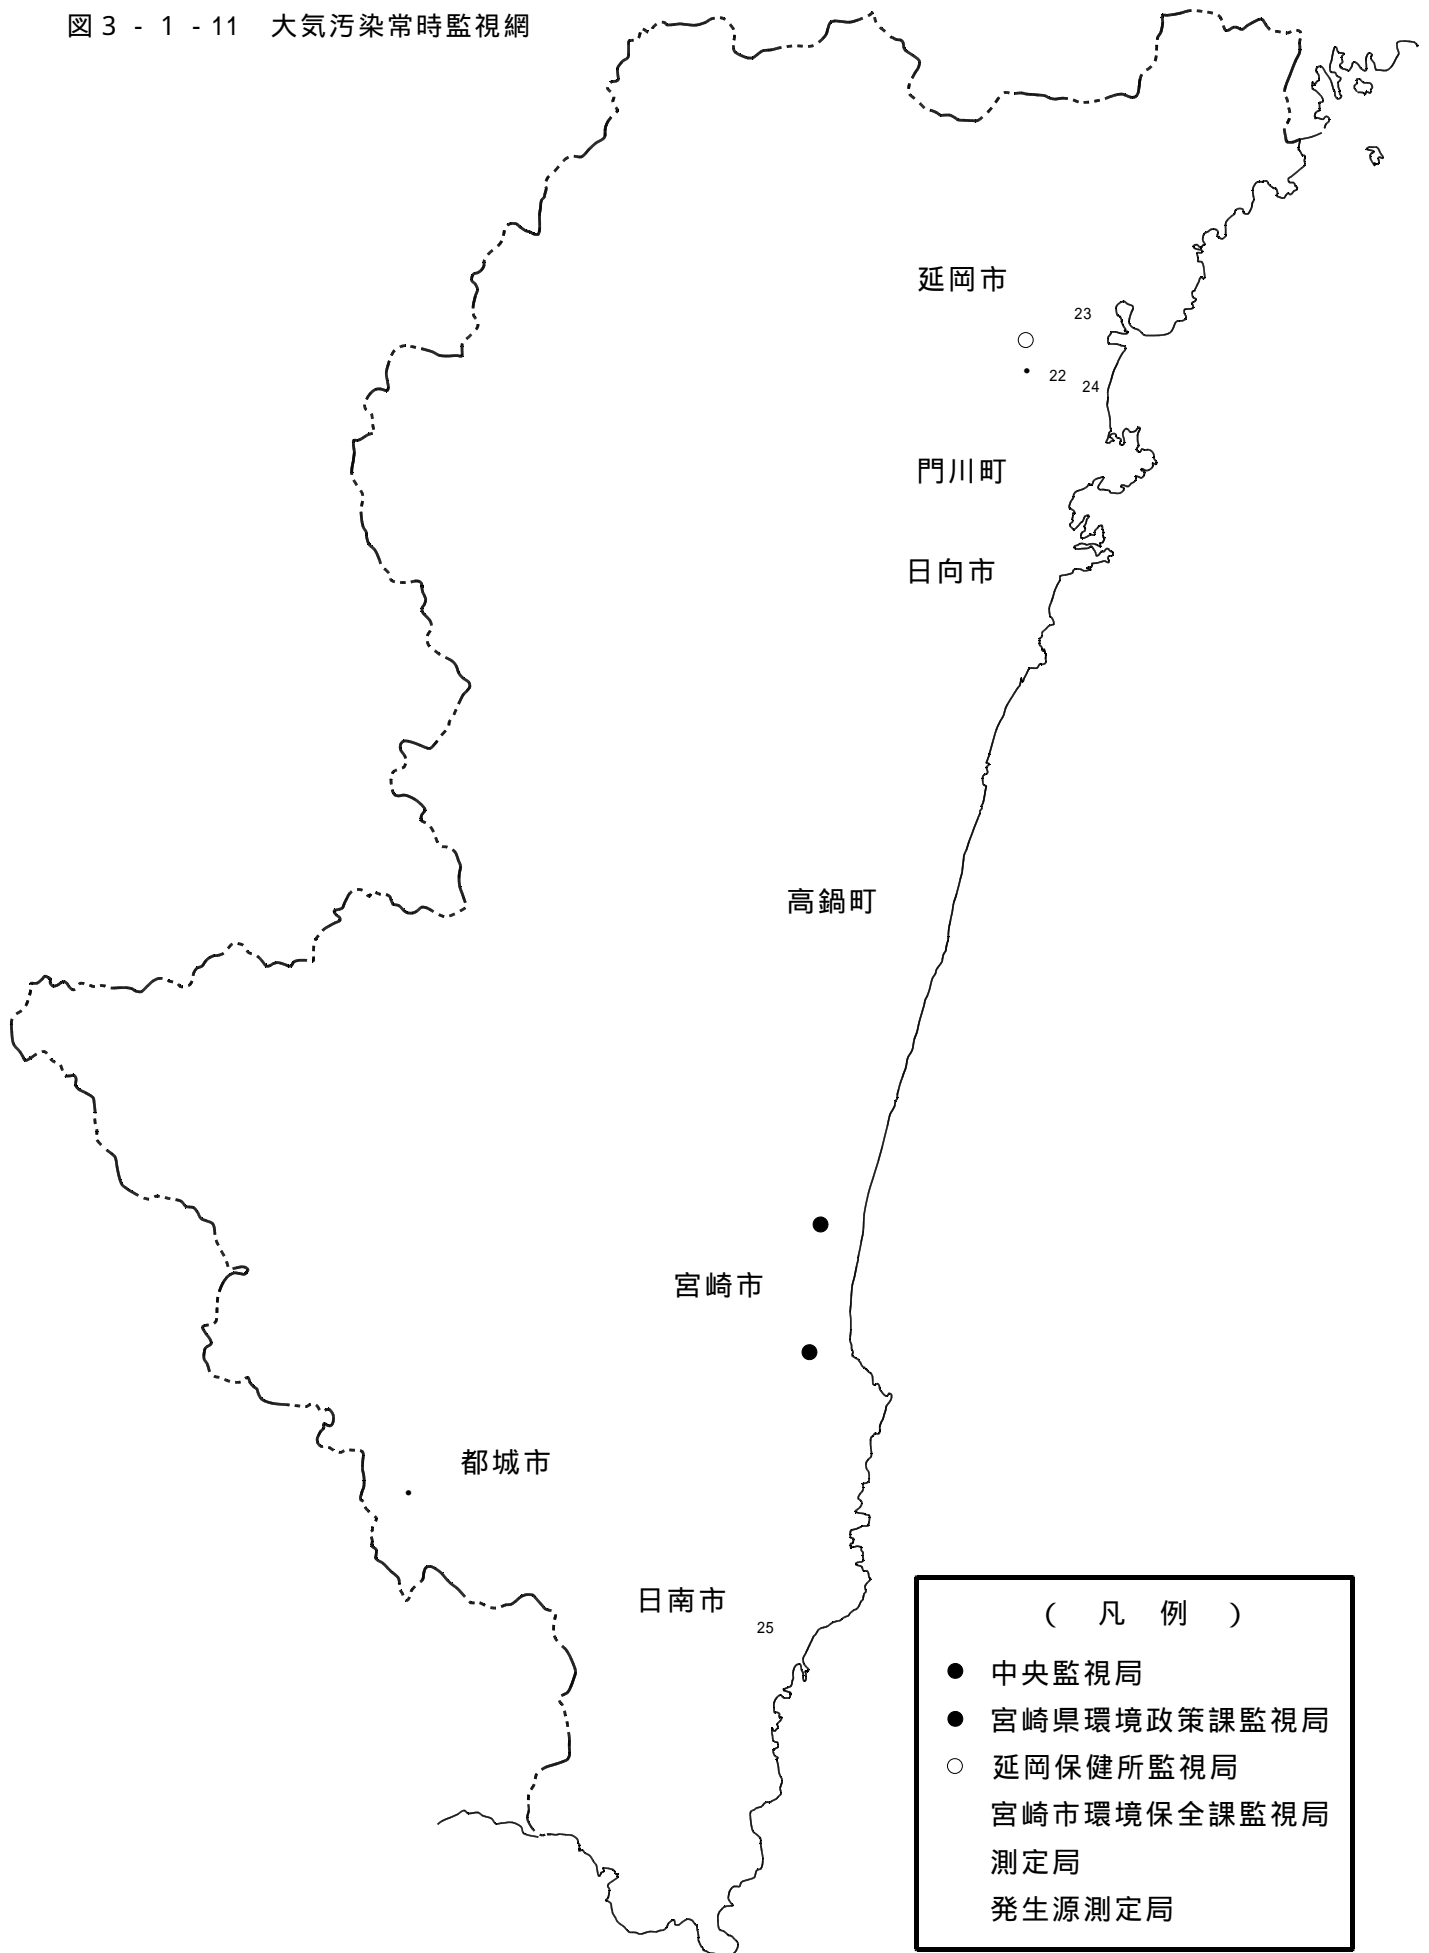 図3-1-11 大気汚染常時監視網
延岡市
23
22
24
門川町
日向市
高鍋町
宮崎市
都城市
日南市
25
(凡例)
● 中央監視局
● 宮崎県環境政策課監視局
○ 延岡保健所監視局
宮崎市環境保全課監視局
測定局
発生源測定局